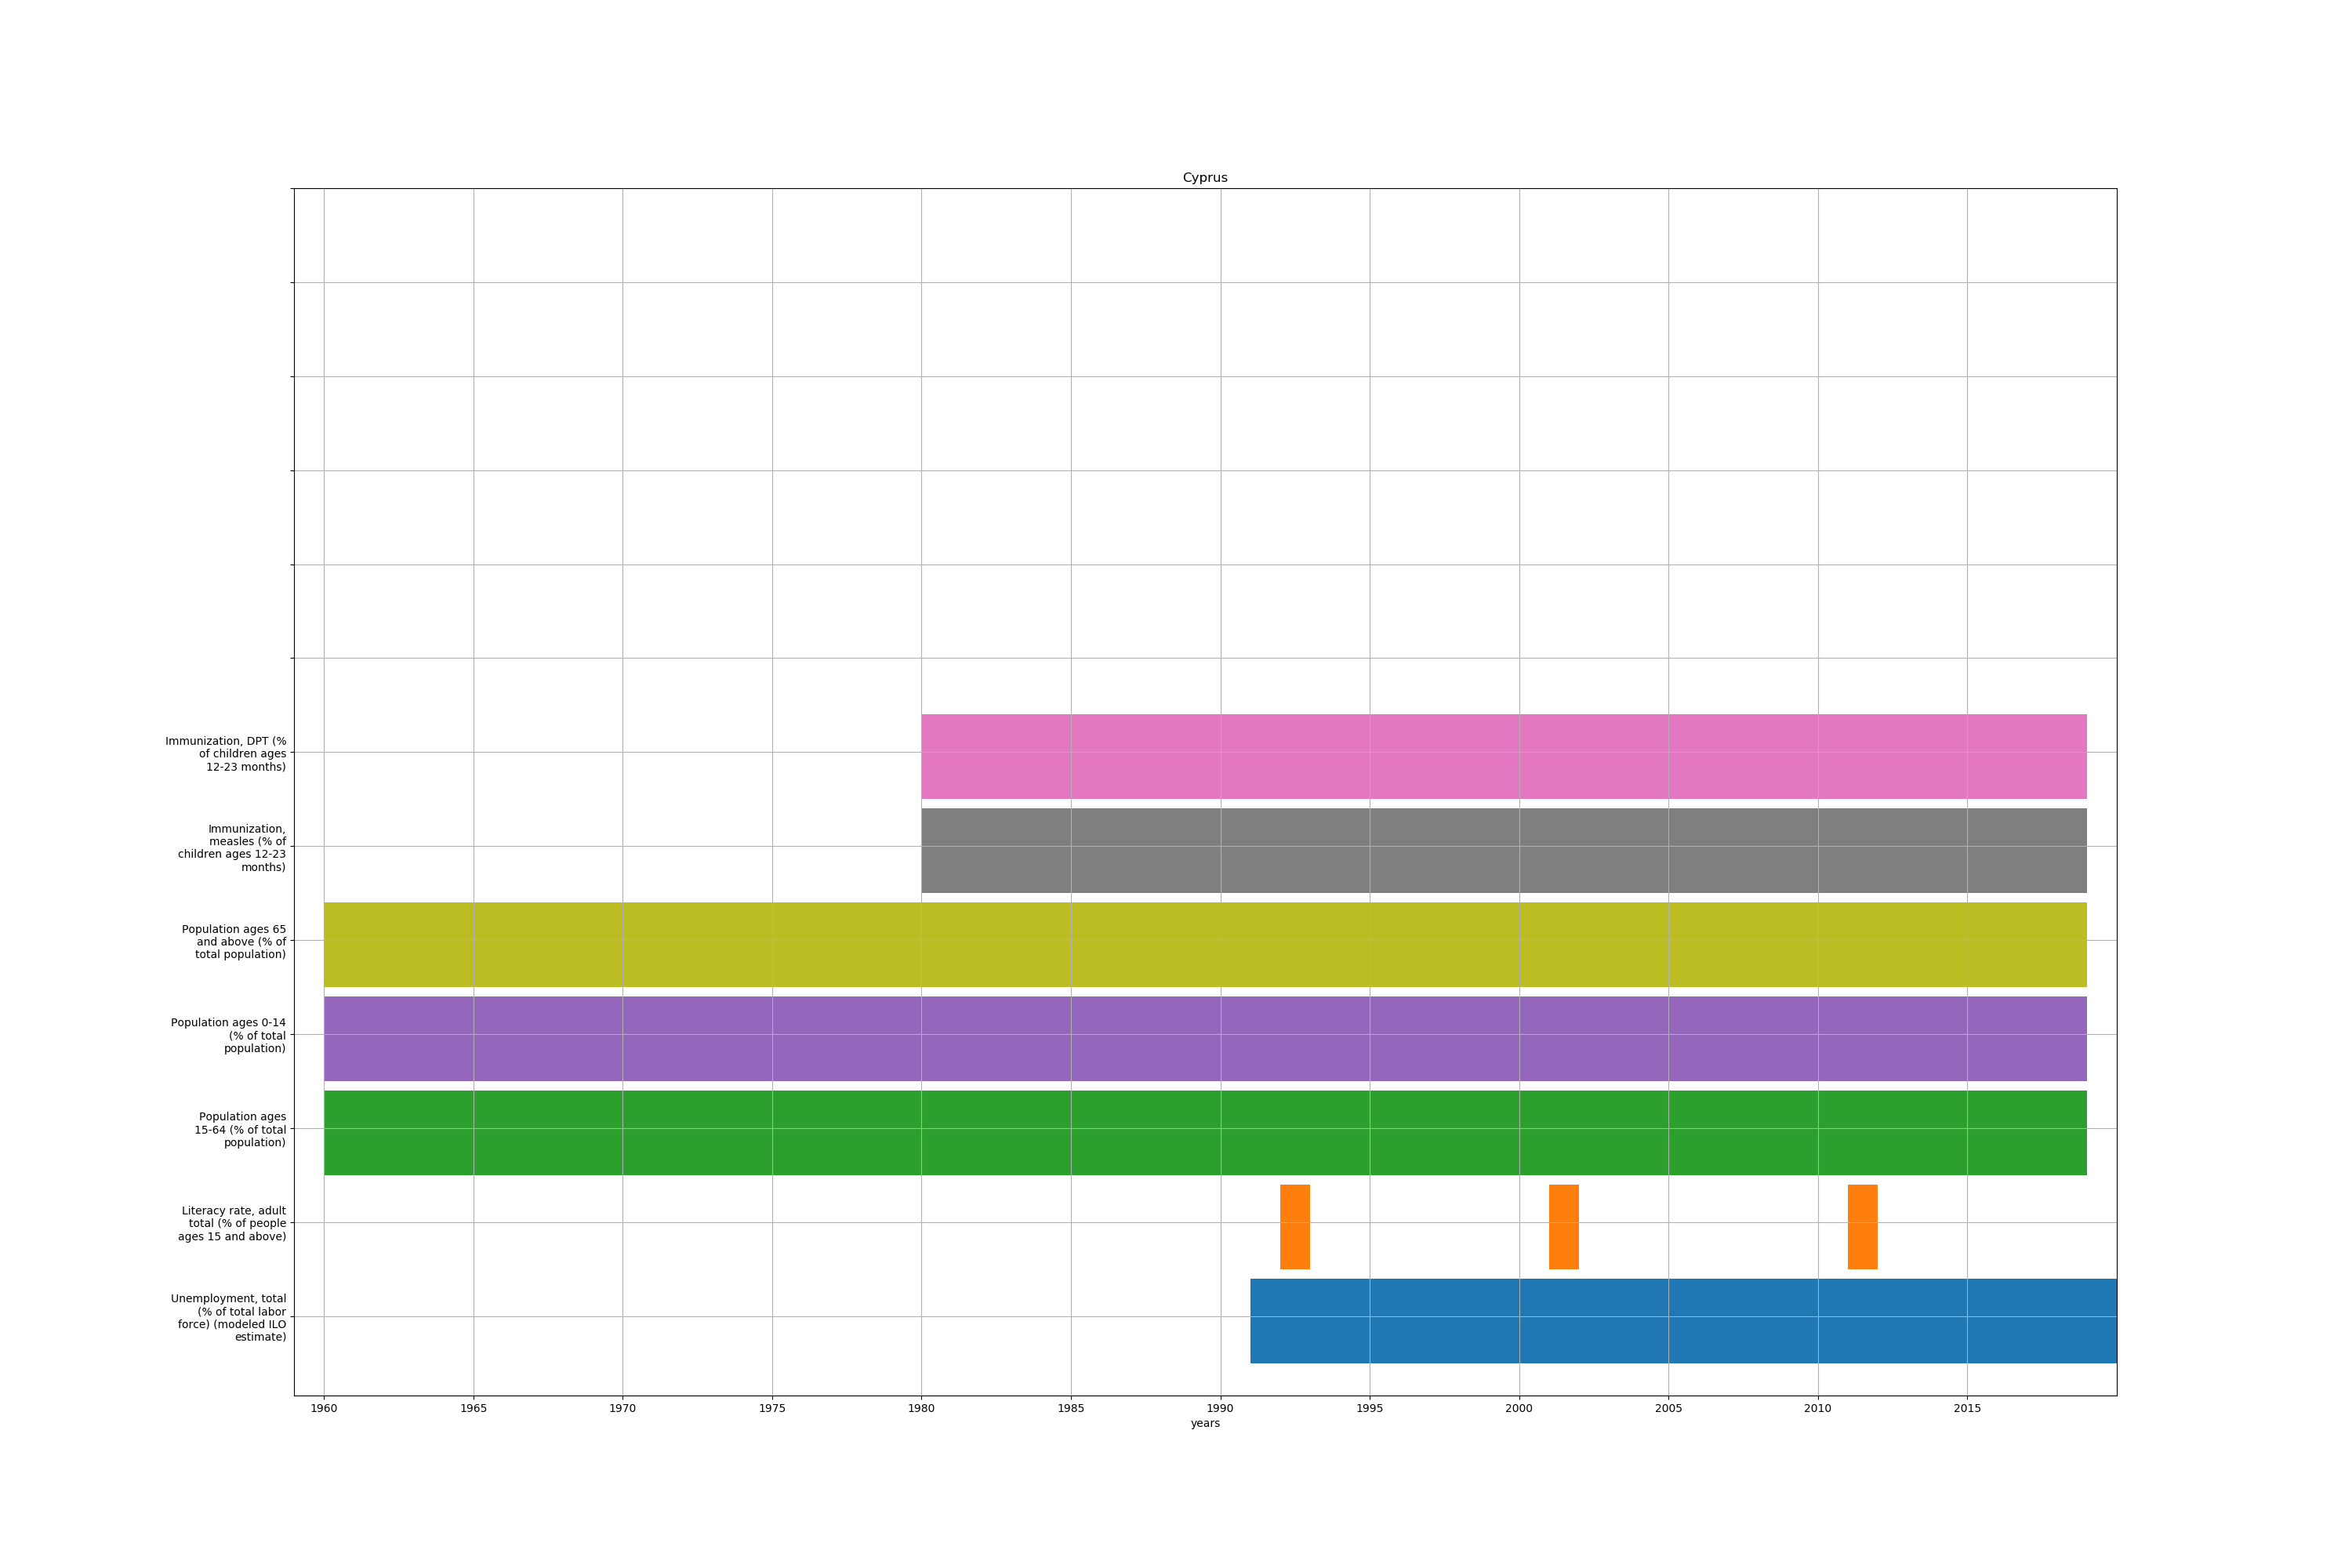 Cyprus
Immunization, DPT (%
of children ages
12-23 months)
Immunization,
measles (% of
children ages 12-23
months)
Population ages 65
and above (% of
total population)
Population ages 0-14
(% of total
population)
Population ages
15-64 (% of total
population)
Literacy rate, adult
total (% of people
ages 15 and above)
Unemployment, total
(% of total labor
force) (modeled ILO
estimate)
1960 1965 1970 1975 1980 1985 1990 1995 2000 2005 2010 2015
years